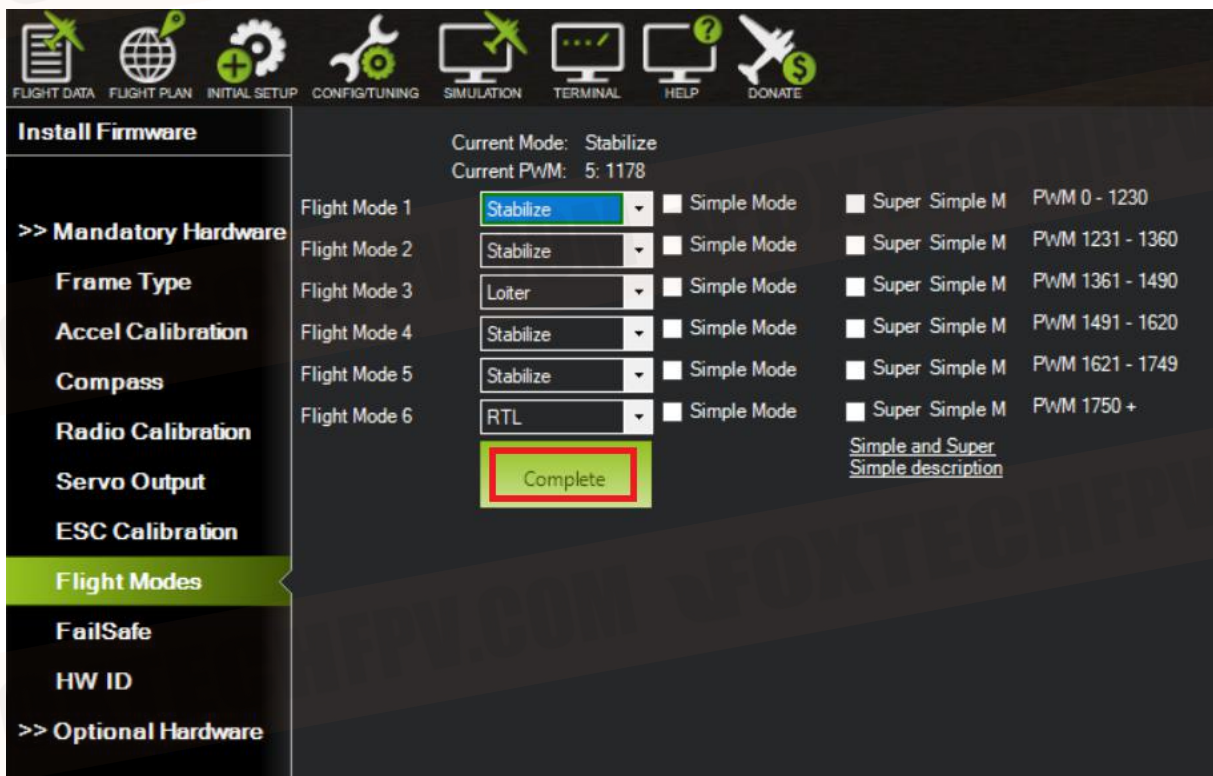 FLIGHT DATA FLIGHT PLAN INITIAL SETUP CONFIG/TUNING SIMULATION TERMINAL HELP DONATE
Install Firmware
>> Mandatory Hardware
Frame Type
Accel Calibration
Compass
Radio Calibration
Servo Output
ESC Calibration
Flight Modes
FailSafe
HW ID
>> Optional Hardware
Current Mode: Stabilize
Current PWM: 5: 1178
Flight Mode 1 Stabilize Simple Mode Super Simple M PWM 0 - 1230
Flight Mode 2 Stabilize Simple Mode Super Simple M PWM 1231 - 1360
Flight Mode 3 Loiter Simple Mode Super Simple M PWM 1361 - 1490
Flight Mode 4 Stabilize Simple Mode Super Simple M PWM 1491 - 1620
Flight Mode 5 Stabilize Simple Mode Super Simple M PWM 1621 - 1749
Flight Mode 6 RTL Simple Mode Super Simple M PWM 1750 +
Complete
Simple and Super
Simple description